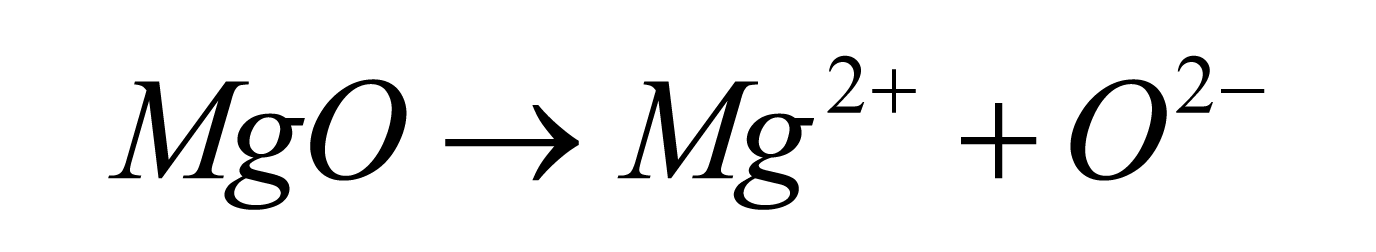 MgO → Mg²⁺ + O²⁻